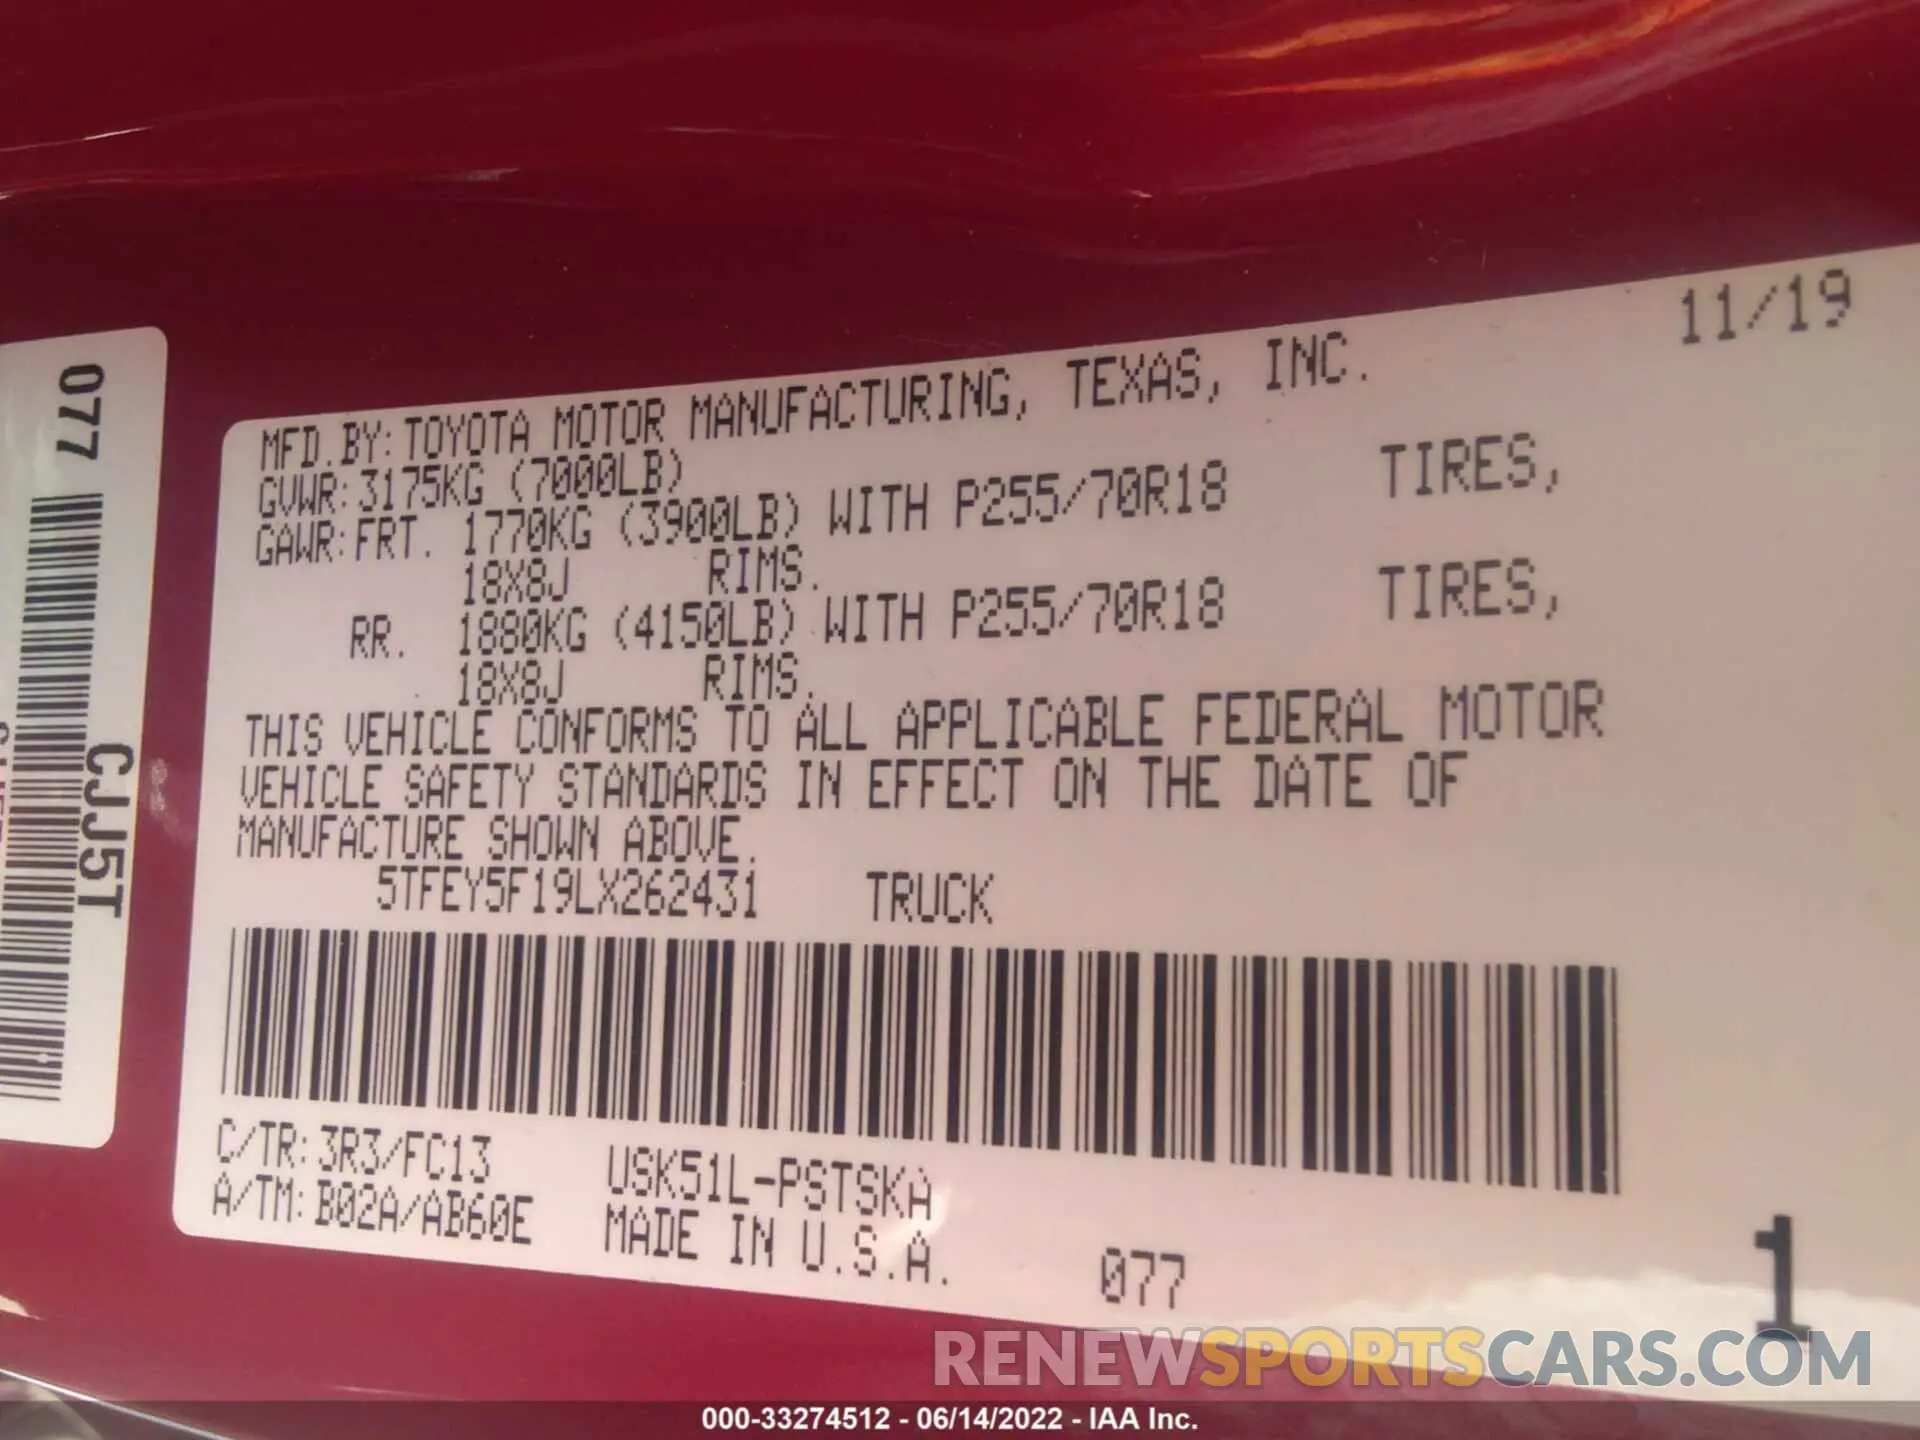 11/19
MFD.BY:TOYOTA MOTOR MANUFACTURING, TEXAS, INC.
GVWR:3175KG (7000LB)
GAWR:FRT. 1770KG (3900LB) WITH P255/70R18 TIRES,
18X8J RIMS.
RR. 1880KG (4150LB) WITH P255/70R18 TIRES,
18X8J RIMS.
THIS VEHICLE CONFORMS TO ALL APPLICABLE FEDERAL MOTOR
VEHICLE SAFETY STANDARDS IN EFFECT ON THE DATE OF
MANUFACTURE SHOWN ABOVE.
5TFEY5F19LX262431 TRUCK
C/TR:3R3/FC13 USK51L-PSTSKA
A/TM:B02A/AB60E MADE IN U.S.A. 077
1
077
CJJ5T
RENEWSPORTSCARS.COM
000-33274512 - 06/14/2022 - IAA Inc.